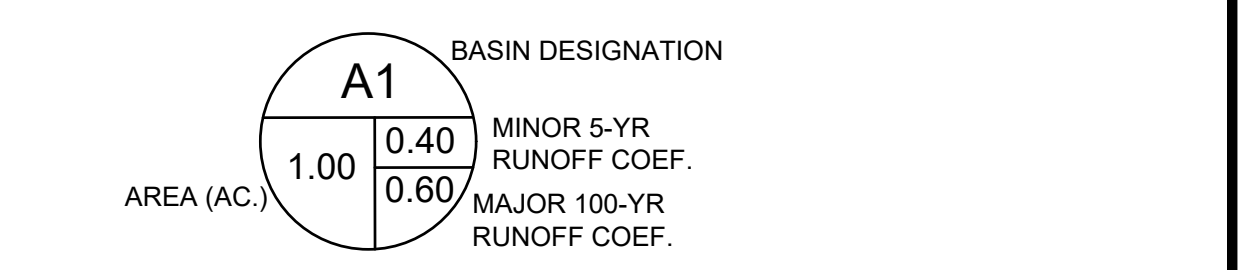 BASIN DESIGNATION
A1
MINOR 5-YR
RUNOFF COEF.
0.40
1.00
0.60
AREA (AC.)
MAJOR 100-YR
RUNOFF COEF.